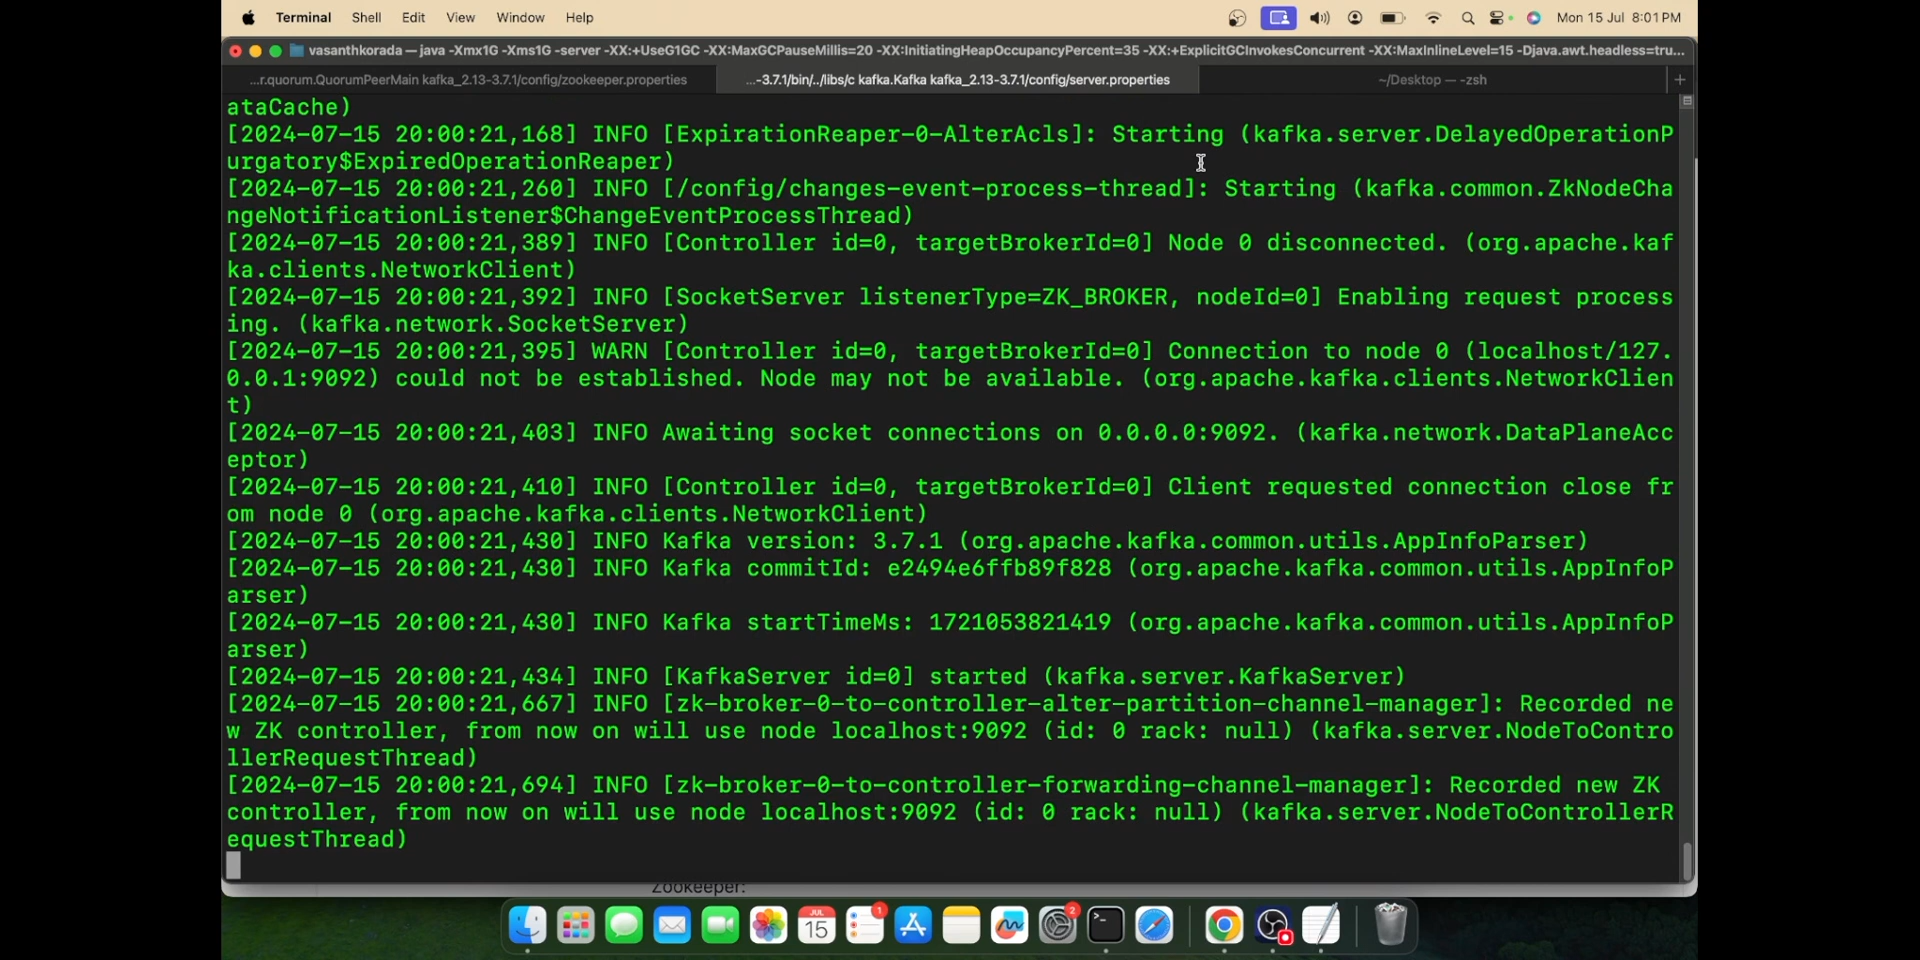 Terminal Shell Edit View Window Help Mon 15 Jul 8:01PM
vasanthkorada — java -Xmx1G -Xms1G -server -XX:+UseG1GC -XX:MaxGCPauseMillis=20 -XX:InitiatingHeapOccupancyPercent=35 -XX:+ExplicitGCInvokesConcurrent -XX:MaxInlineLevel=15 -Djava.awt.headless=tru...
...r.quorum.QuorumPeerMain kafka_2.13-3.7.1/config/zookeeper.properties ...-3.7.1/bin/../libs/c kafka.Kafka kafka_2.13-3.7.1/config/server.properties ~/Desktop — -zsh +
ataCache)
[2024-07-15 20:00:21,168] INFO [ExpirationReaper-0-AlterAcls]: Starting (kafka.server.DelayedOperationP
urgatory$ExpiredOperationReaper)
[2024-07-15 20:00:21,260] INFO [/config/changes-event-process-thread]: Starting (kafka.common.ZkNodeCha
ngeNotificationListener$ChangeEventProcessThread)
[2024-07-15 20:00:21,389] INFO [Controller id=0, targetBrokerId=0] Node 0 disconnected. (org.apache.kaf
ka.clients.NetworkClient)
[2024-07-15 20:00:21,392] INFO [SocketServer listenerType=ZK_BROKER, nodeId=0] Enabling request process
ing. (kafka.network.SocketServer)
[2024-07-15 20:00:21,395] WARN [Controller id=0, targetBrokerId=0] Connection to node 0 (localhost/127.
0.0.1:9092) could not be established. Node may not be available. (org.apache.kafka.clients.NetworkClien
t)
[2024-07-15 20:00:21,403] INFO Awaiting socket connections on 0.0.0.0:9092. (kafka.network.DataPlaneAcc
eptor)
[2024-07-15 20:00:21,410] INFO [Controller id=0, targetBrokerId=0] Client requested connection close fr
om node 0 (org.apache.kafka.clients.NetworkClient)
[2024-07-15 20:00:21,430] INFO Kafka version: 3.7.1 (org.apache.kafka.common.utils.AppInfoParser)
[2024-07-15 20:00:21,430] INFO Kafka commitId: e2494e6ffb89f828 (org.apache.kafka.common.utils.AppInfoP
arser)
[2024-07-15 20:00:21,430] INFO Kafka startTimeMs: 1721053821419 (org.apache.kafka.common.utils.AppInfoP
arser)
[2024-07-15 20:00:21,434] INFO [KafkaServer id=0] started (kafka.server.KafkaServer)
[2024-07-15 20:00:21,667] INFO [zk-broker-0-to-controller-alter-partition-channel-manager]: Recorded ne
w ZK controller, from now on will use node localhost:9092 (id: 0 rack: null) (kafka.server.NodeToContro
llerRequestThread)
[2024-07-15 20:00:21,694] INFO [zk-broker-0-to-controller-forwarding-channel-manager]: Recorded new ZK
controller, from now on will use node localhost:9092 (id: 0 rack: null) (kafka.server.NodeToControllerR
equestThread)
Zookeeper:
JUL
15
1
2